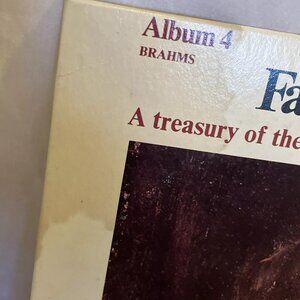 Album 4
BRAHMS
Fa
A treasury of the